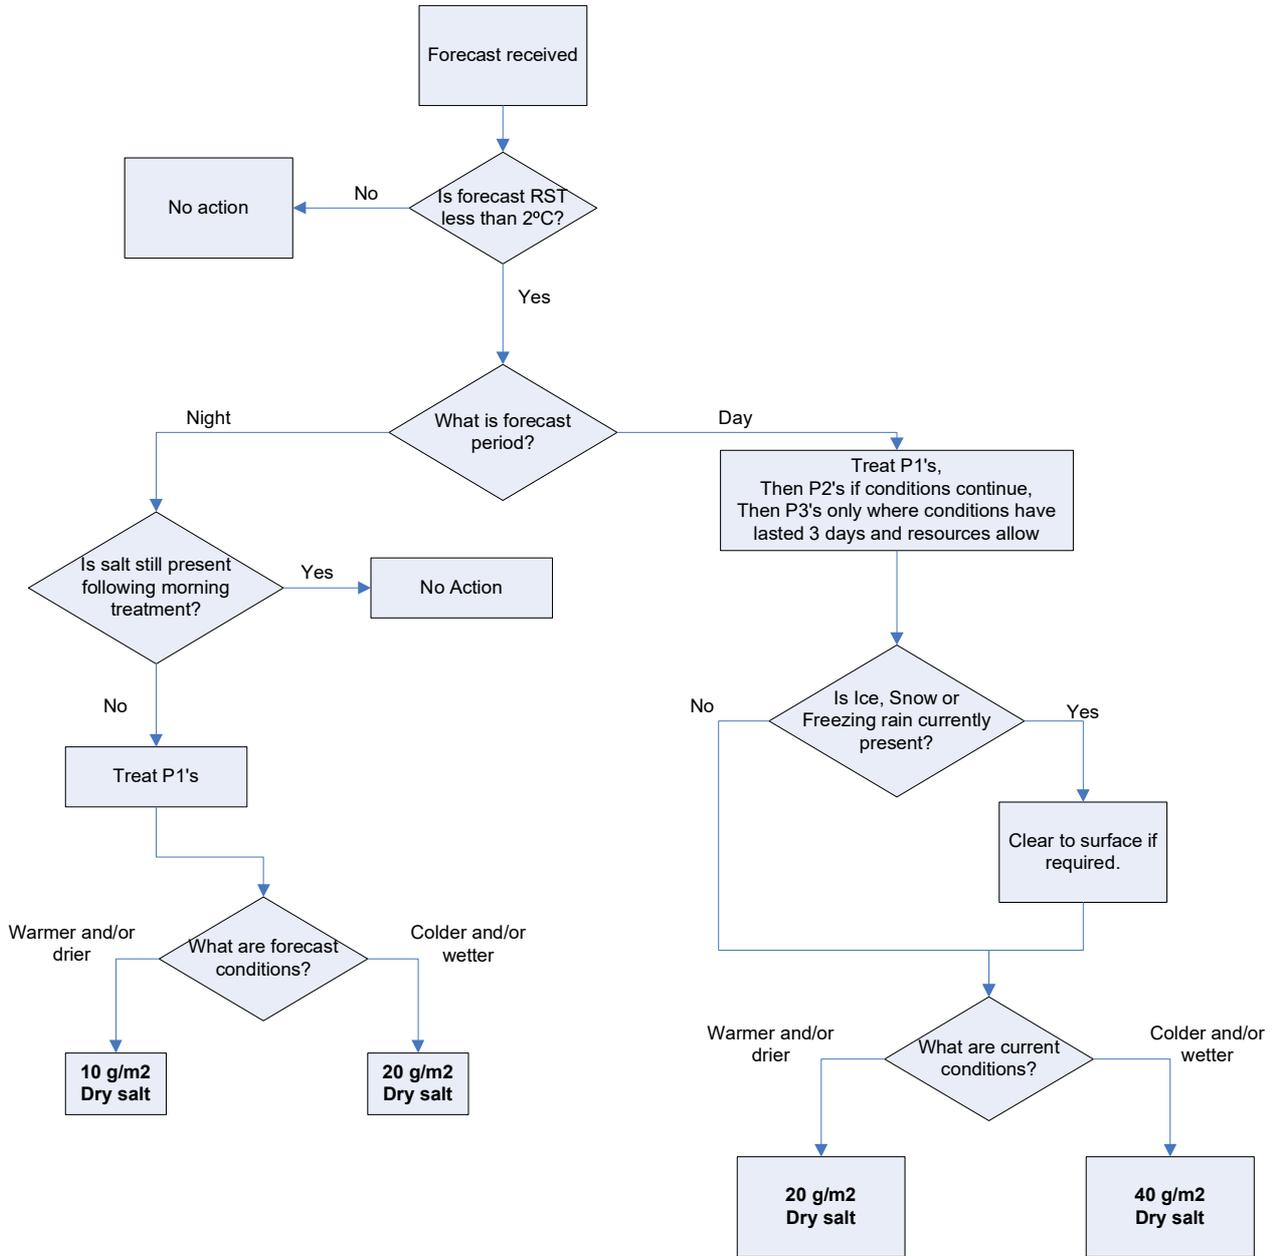 Forecast received
No action
No
Is forecast RST
less than 2ºC?
Yes
Night
What is forecast
period?
Day
Treat P1's,
Then P2's if conditions continue,
Then P3's only where conditions have
lasted 3 days and resources allow
Is salt still present
following morning
treatment?
Yes
No Action
No
Treat P1's
No
Is Ice, Snow or
Freezing rain currently
present?
Yes
Clear to surface if
required.
Warmer and/or
drier
What are forecast
conditions?
Colder and/or
wetter
10 g/m2
Dry salt
20 g/m2
Dry salt
Warmer and/or
drier
What are current
conditions?
Colder and/or
wetter
20 g/m2
Dry salt
40 g/m2
Dry salt